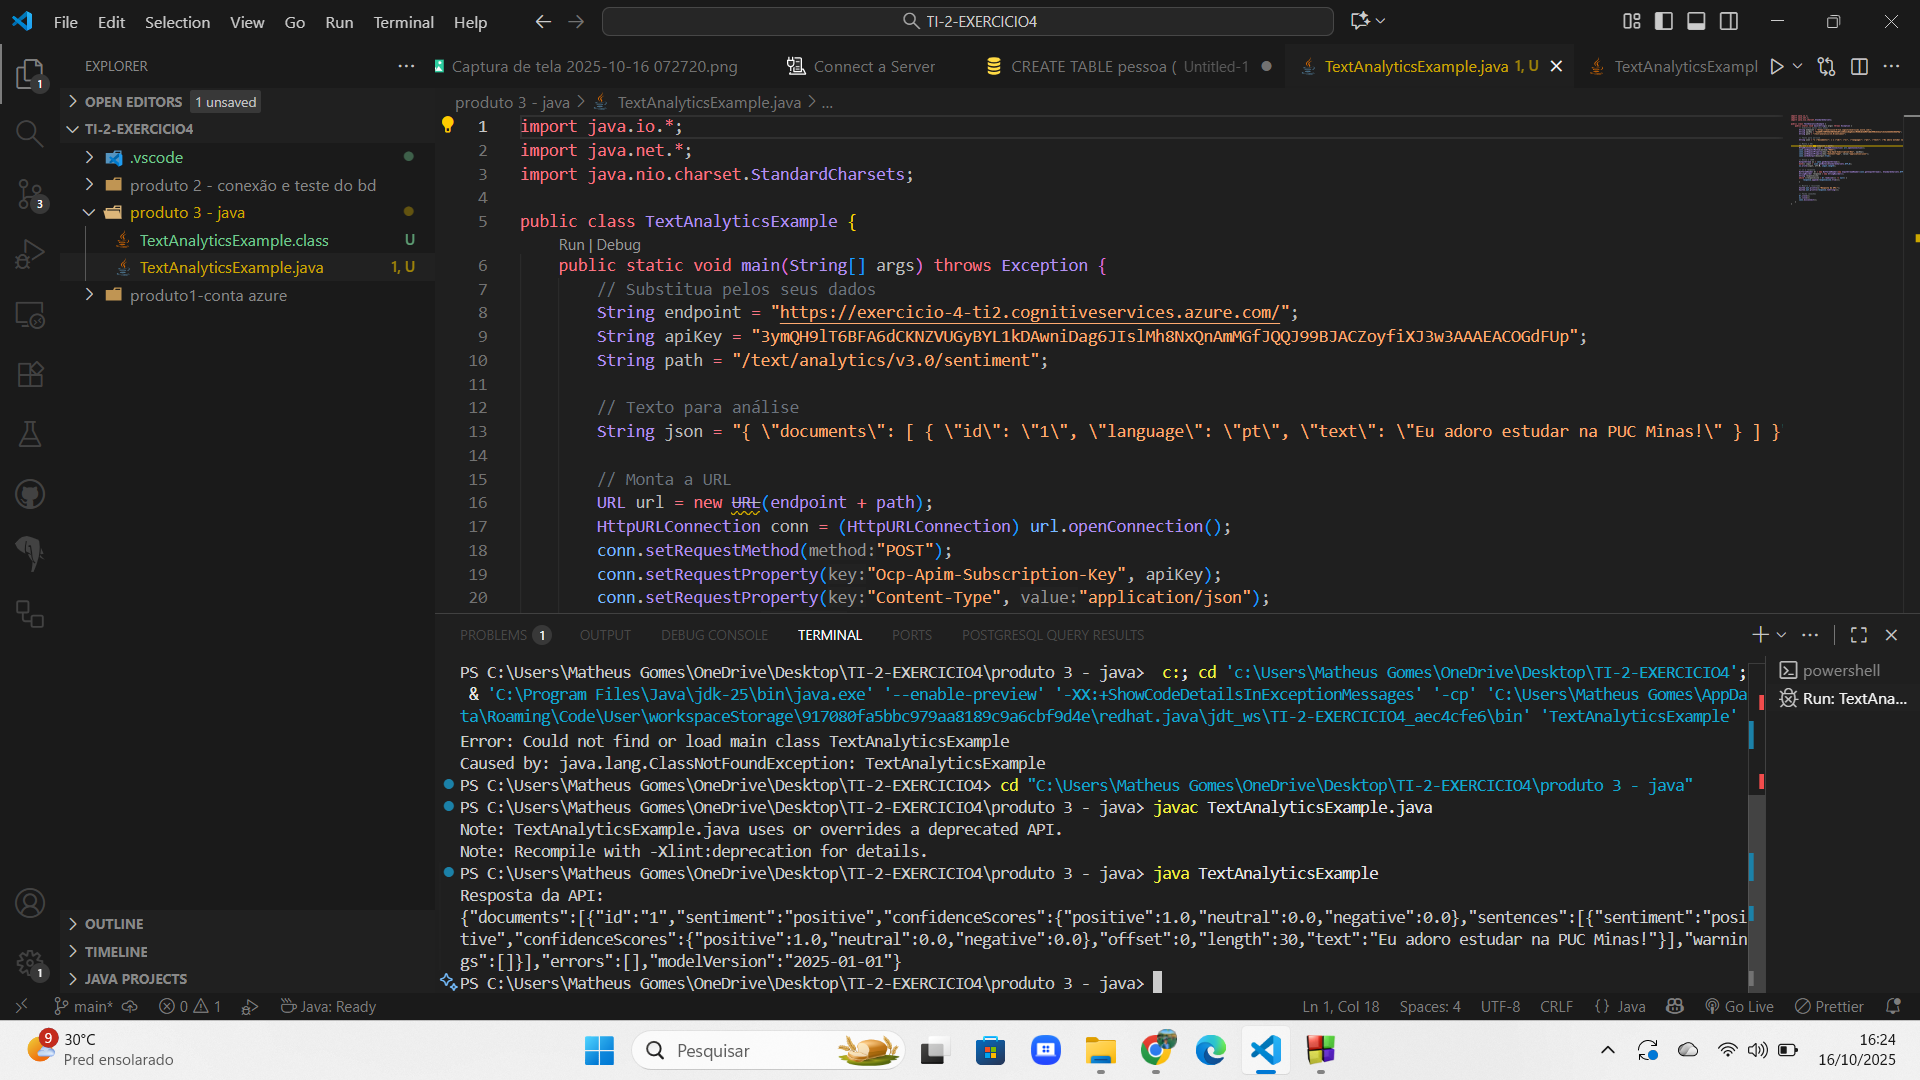 File Edit Selection View Go Run Terminal Help
TI-2-EXERCICIO4
EXPLORER
Captura de tela 2025-10-16 072720.png
Connect a Server
CREATE TABLE pessoa ( Untitled-1
TextAnalyticsExample.java 1, U
TextAnalyticsExampl
OPEN EDITORS 1 unsaved
TI-2-EXERCICIO4
.vscode
produto 2 - conexão e teste do bd
produto 3 - java
TextAnalyticsExample.class U
TextAnalyticsExample.java 1, U
produto1-conta azure
1
3
produto 3 - java > TextAnalyticsExample.java > ...
1 import java.io.*;
2 import java.net.*;
3 import java.nio.charset.StandardCharsets;
4
5 public class TextAnalyticsExample {
Run | Debug
6 public static void main(String[] args) throws Exception {
7 // Substitua pelos seus dados
8 String endpoint = "https://exercicio-4-ti2.cognitiveservices.azure.com/";
9 String apiKey = "3ymQH9lT6BFA6dCKNZVUGyBYL1kDAwniDag6JIslMh8NxQnAmMGfJQQJ99BJACZoyfiXJ3w3AAAEACOGdFUp";
10 String path = "/text/analytics/v3.0/sentiment";
11
12 // Texto para análise
13 String json = "{ \"documents\": [ { \"id\": \"1\", \"language\": \"pt\", \"text\": \"Eu adoro estudar na PUC Minas!\" } ] }
14
15 // Monta a URL
16 URL url = new URL(endpoint + path);
17 HttpURLConnection conn = (HttpURLConnection) url.openConnection();
18 conn.setRequestMethod(method:"POST");
19 conn.setRequestProperty(key:"Ocp-Apim-Subscription-Key", apiKey);
20 conn.setRequestProperty(key:"Content-Type", value:"application/json");
PROBLEMS 1 OUTPUT DEBUG CONSOLE TERMINAL PORTS POSTGRESQL QUERY RESULTS
PS C:\Users\Matheus Gomes\OneDrive\Desktop\TI-2-EXERCICIO4\produto 3 - java> c:; cd 'c:\Users\Matheus Gomes\OneDrive\Desktop\TI-2-EXERCICIO4';
& 'C:\Program Files\Java\jdk-25\bin\java.exe' '--enable-preview' '-XX:+ShowCodeDetailsInExceptionMessages' '-cp' 'C:\Users\Matheus Gomes\AppDa
ta\Roaming\Code\User\workspaceStorage\917080fa5bbc979aa8189c9a6cbf9d4e\redhat.java\jdt_ws\TI-2-EXERCICIO4_aec4cfe6\bin' 'TextAnalyticsExample'
Error: Could not find or load main class TextAnalyticsExample
Caused by: java.lang.ClassNotFoundException: TextAnalyticsExample
PS C:\Users\Matheus Gomes\OneDrive\Desktop\TI-2-EXERCICIO4> cd "C:\Users\Matheus Gomes\OneDrive\Desktop\TI-2-EXERCICIO4\produto 3 - java"
PS C:\Users\Matheus Gomes\OneDrive\Desktop\TI-2-EXERCICIO4\produto 3 - java> javac TextAnalyticsExample.java
Note: TextAnalyticsExample.java uses or overrides a deprecated API.
Note: Recompile with -Xlint:deprecation for details.
PS C:\Users\Matheus Gomes\OneDrive\Desktop\TI-2-EXERCICIO4\produto 3 - java> java TextAnalyticsExample
Resposta da API:
{"documents":[{"id":"1","sentiment":"positive","confidenceScores":{"positive":1.0,"neutral":0.0,"negative":0.0},"sentences":[{"sentiment":"posi
tive","confidenceScores":{"positive":1.0,"neutral":0.0,"negative":0.0},"offset":0,"length":30,"text":"Eu adoro estudar na PUC Minas!"}],"warnin
gs":[]}],"errors":[],"modelVersion":"2025-01-01"}
PS C:\Users\Matheus Gomes\OneDrive\Desktop\TI-2-EXERCICIO4\produto 3 - java>
powershell
Run: TextAna...
OUTLINE
TIMELINE
JAVA PROJECTS
1
main* 0 1 Java: Ready
Ln 1, Col 18 Spaces: 4 UTF-8 CRLF {} Java Go Live Prettier
9
30°C
Pred ensolarado
Pesquisar
16:24
16/10/2025